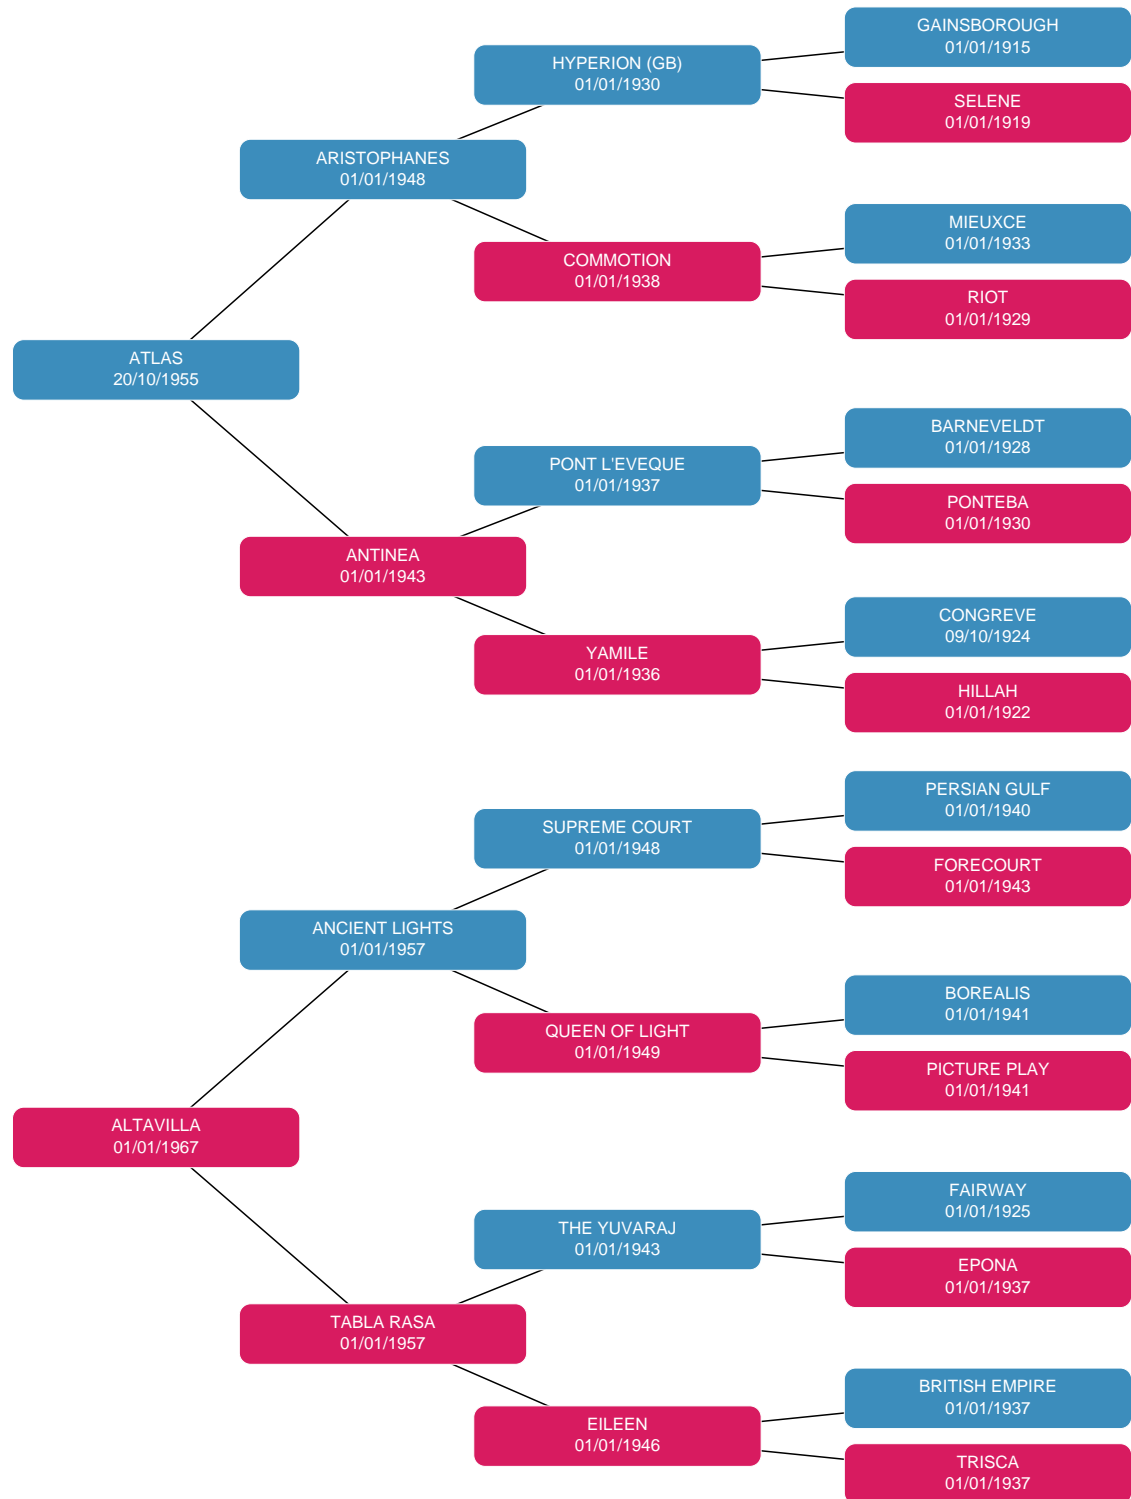 GAINSBOROUGH
01/01/1915
HYPERION (GB)
01/01/1930
SELENE
01/01/1919
ARISTOPHANES
01/01/1948
MIEUXCE
01/01/1933
COMMOTION
01/01/1938
RIOT
01/01/1929
ATLAS
20/10/1955
BARNEVELDT
01/01/1928
PONT L'EVEQUE
01/01/1937
PONTEBA
01/01/1930
ANTINEA
01/01/1943
CONGREVE
09/10/1924
YAMILE
01/01/1936
HILLAH
01/01/1922
PERSIAN GULF
01/01/1940
SUPREME COURT
01/01/1948
FORECOURT
01/01/1943
ANCIENT LIGHTS
01/01/1957
BOREALIS
01/01/1941
QUEEN OF LIGHT
01/01/1949
PICTURE PLAY
01/01/1941
ALTAVILLA
01/01/1967
FAIRWAY
01/01/1925
THE YUVARAJ
01/01/1943
EPONA
01/01/1937
TABLA RASA
01/01/1957
BRITISH EMPIRE
01/01/1937
EILEEN
01/01/1946
TRISCA
01/01/1937